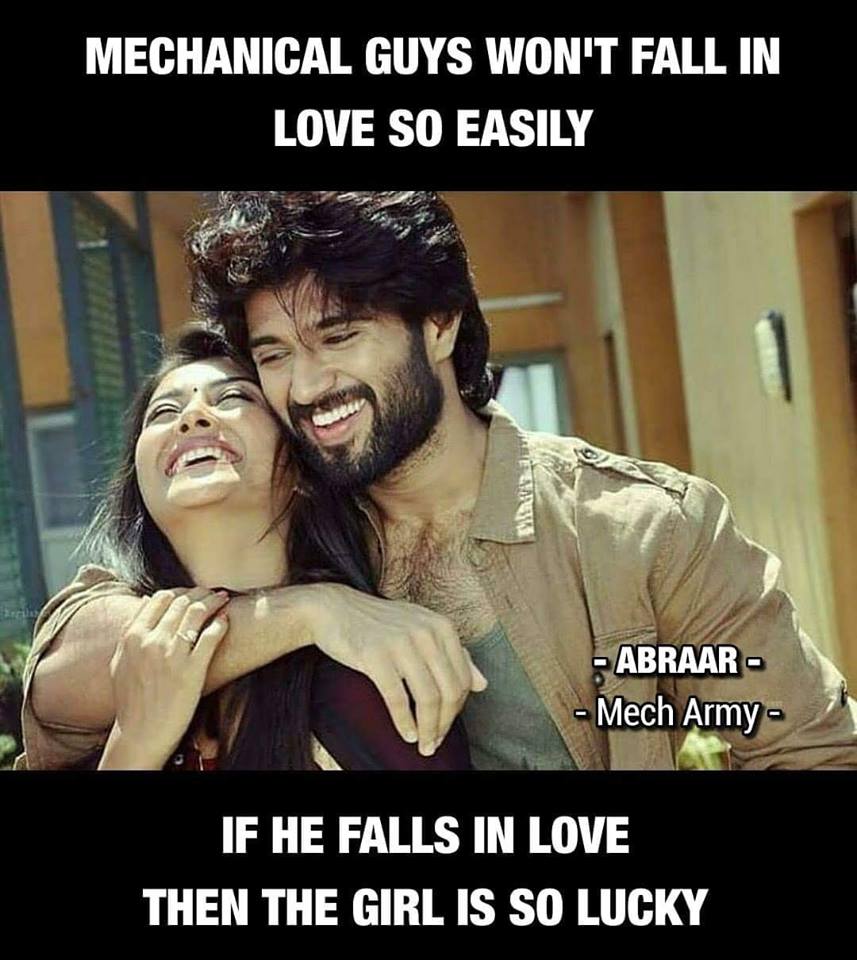 MECHANICAL GUYS WON'T FALL IN
LOVE SO EASILY
- ABRAAR -
- Mech Army -
IF HE FALLS IN LOVE
THEN THE GIRL IS SO LUCKY